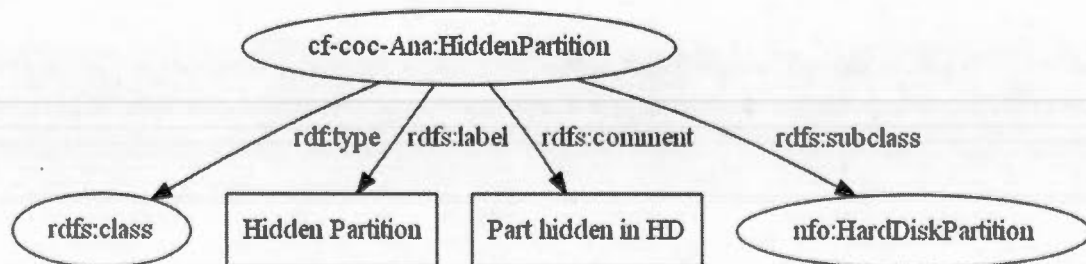 cf-coc-Ana:HiddenPartition
rdf:type rdfs:label rdfs:comment rdfs:subclass
rdfs:class Hidden Partition Part hidden in HD nfo:HardDiskPartition